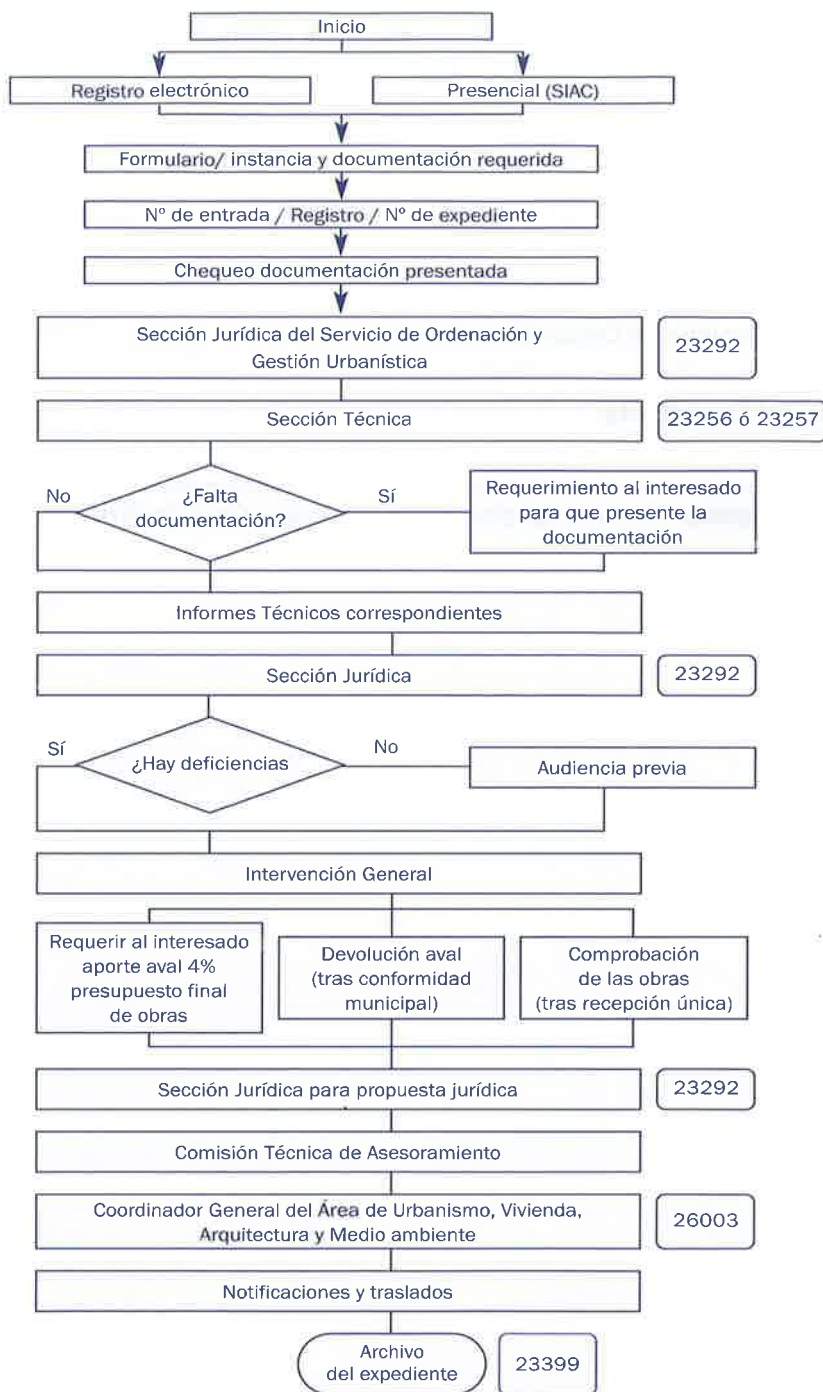 Inicio
Registro electrónico
Presencial (SIAC)
Formulario/ instancia y documentación requerida
Nº de entrada / Registro / Nº de expediente
Chequeo documentación presentada
Sección Jurídica del Servicio de Ordenación y
Gestión Urbanística
23292
Sección Técnica
23256 ó 23257
No
¿Falta
documentación?
Sí
Requerimiento al interesado
para que presente la
documentación
Informes Técnicos correspondientes
Sección Jurídica
23292
Sí
¿Hay deficiencias
No
Audiencia previa
Intervención General
Requerir al interesado
aporte aval 4%
presupuesto final
de obras
Devolución aval
(tras conformidad
municipal)
Comprobación
de las obras
(tras recepción única)
Sección Jurídica para propuesta jurídica
23292
Comisión Técnica de Asesoramiento
Coordinador General del Área de Urbanismo, Vivienda,
Arquitectura y Medio ambiente
26003
Notificaciones y traslados
Archivo
del expediente
23399